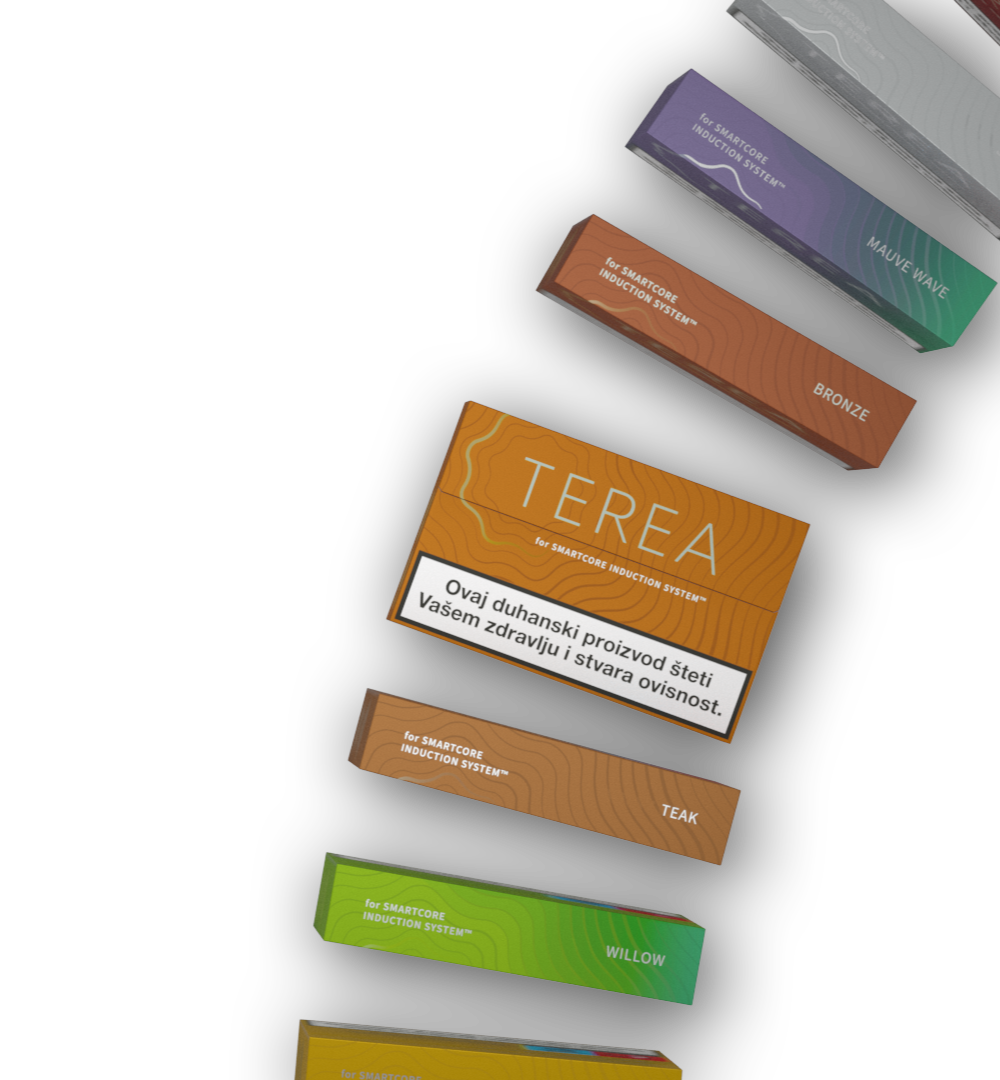 for SMARTCORE
INDUCTION SYSTEM™
MAUVE WAVE
for SMARTCORE
INDUCTION SYSTEM™
BRONZE
TEREA
for SMARTCORE INDUCTION SYSTEM™
Ovaj duhanski proizvod šteti
Vašem zdravlju i stvara ovisnost.
for SMARTCORE
INDUCTION SYSTEM™
TEAK
for SMARTCORE
INDUCTION SYSTEM™
WILLOW
for SMARTCORE